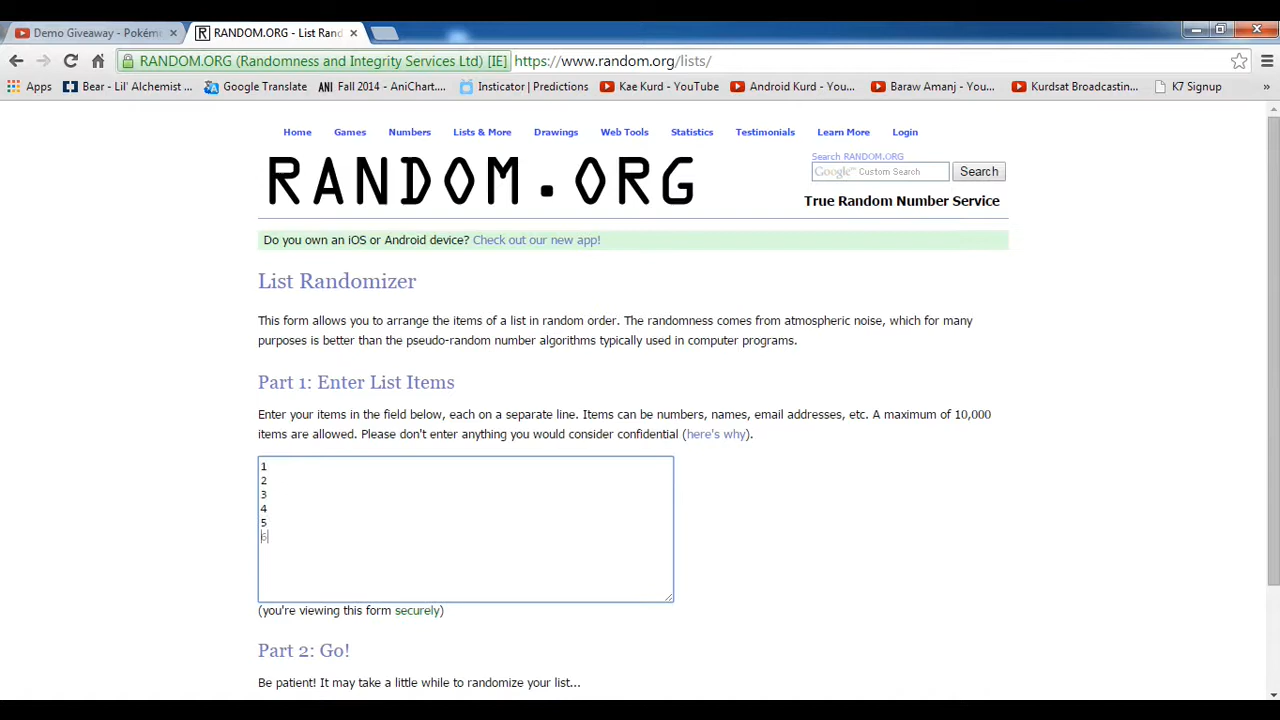 Demo Giveaway - Pokém
RANDOM.ORG - List Ran
RANDOM.ORG (Randomness and Integrity Services Ltd) [IE] https://www.random.org/lists/
Apps Bear - Lil' Alchemist ... Google Translate ANI Fall 2014 - AniChart.... Insticator | Predictions Kae Kurd - YouTube Android Kurd - You... Baraw Amanj - You... Kurdsat Broadcastin... K7 Signup »
Home Games Numbers Lists & More Drawings Web Tools Statistics Testimonials Learn More Login
RANDOM.ORG
Search RANDOM.ORG
Google™ Custom Search Search
True Random Number Service
Do you own an iOS or Android device? Check out our new app!
List Randomizer
This form allows you to arrange the items of a list in random order. The randomness comes from atmospheric noise, which for many
purposes is better than the pseudo-random number algorithms typically used in computer programs.
Part 1: Enter List Items
Enter your items in the field below, each on a separate line. Items can be numbers, names, email addresses, etc. A maximum of 10,000
items are allowed. Please don't enter anything you would consider confidential (here's why).
1
2
3
4
5
6
(you're viewing this form securely)
Part 2: Go!
Be patient! It may take a little while to randomize your list...